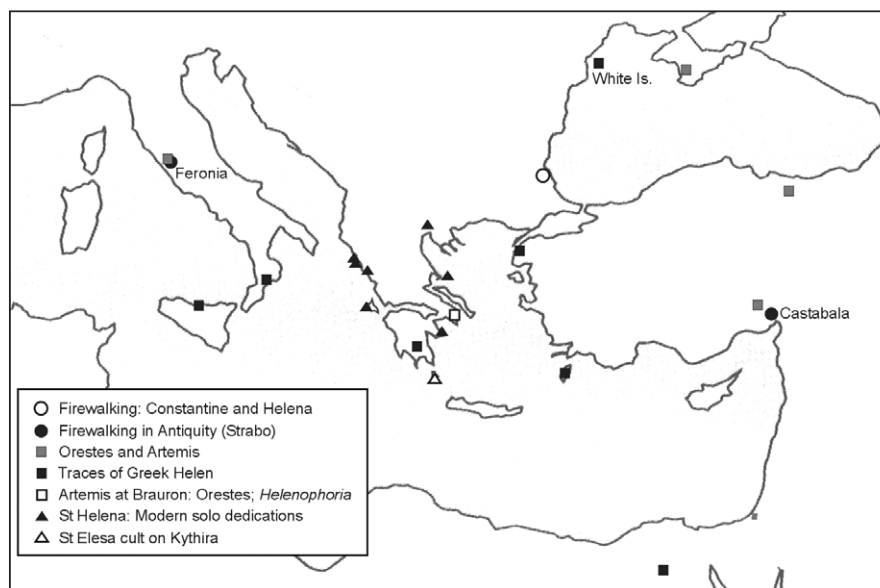 White Is.
Feronia
Castabala
Firewalking: Constantine and Helena
Firewalking in Antiquity (Strabo)
Orestes and Artemis
Traces of Greek Helen
Artemis at Brauron: Orestes; Helenophoria
St Helena: Modern solo dedications
St Elesa cult on Kythira